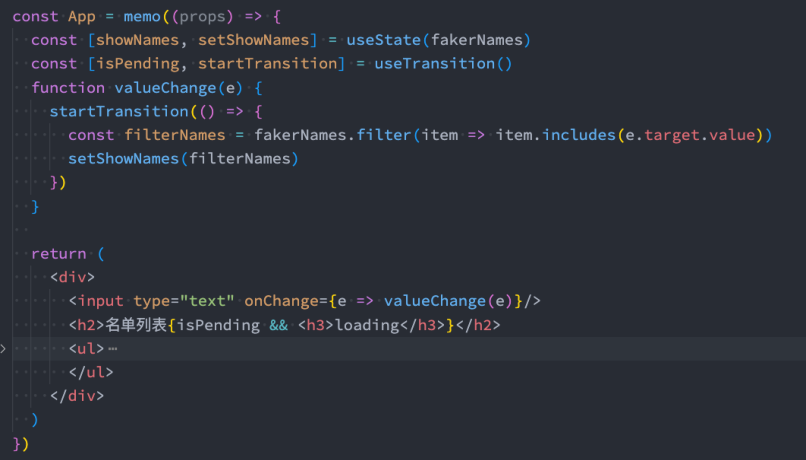 const App = memo((props) => {
  const [showNames, setShowNames] = useState(fakerNames)
  const [isPending, startTransition] = useTransition()
  function valueChange(e) {
    startTransition(() => {
      const filterNames = fakerNames.filter(item => item.includes(e.target.value))
      setShowNames(filterNames)
    })
  }
  return (
    <div>
      <input type="text" onChange={e => valueChange(e)}/>
      <h2>名单列表{isPending && <h3>loading</h3>}</h2>
      <ul>⋯
      </ul>
    </div>
  )
})